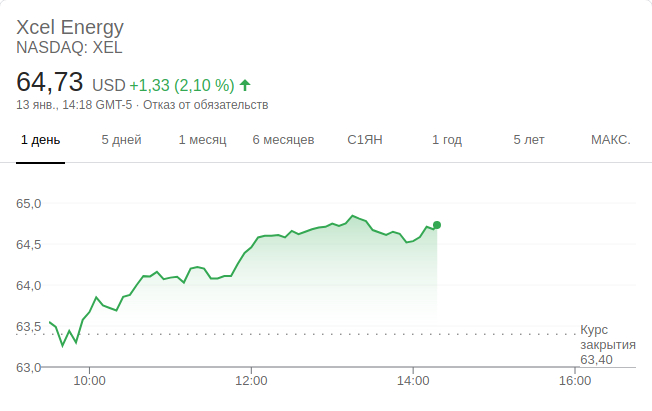 Xcel Energy
NASDAQ: XEL
64,73 USD +1,33 (2,10 %)
13 янв., 14:18 GMT-5 · Отказ от обязательств
1 день 5 дней 1 месяц 6 месяцев С1ЯН 1 год 5 лет МАКС.
65,0
64,5
64,0
63,5
63,0
Курс
закрытия
63,40
10:00 12:00 14:00 16:00